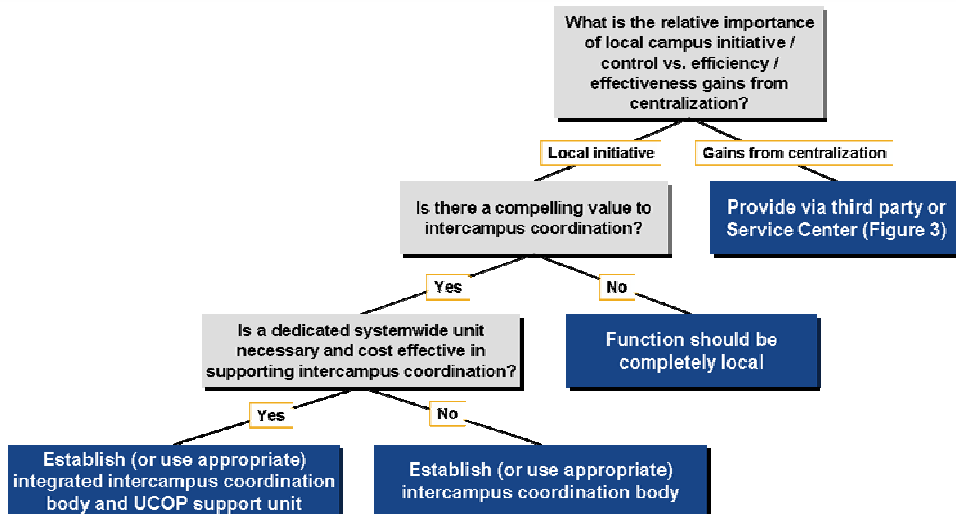 What is the relative importance
of local campus initiative /
control vs. efficiency /
effectiveness gains from
centralization?
Local initiative
Gains from centralization
Is there a compelling value to
intercampus coordination?
Provide via third party or
Service Center (Figure 3)
Yes
No
Is a dedicated systemwide unit
necessary and cost effective in
supporting intercampus coordination?
Function should be
completely local
Yes
No
Establish (or use appropriate)
integrated intercampus coordination
body and UCOP support unit
Establish (or use appropriate)
intercampus coordination body